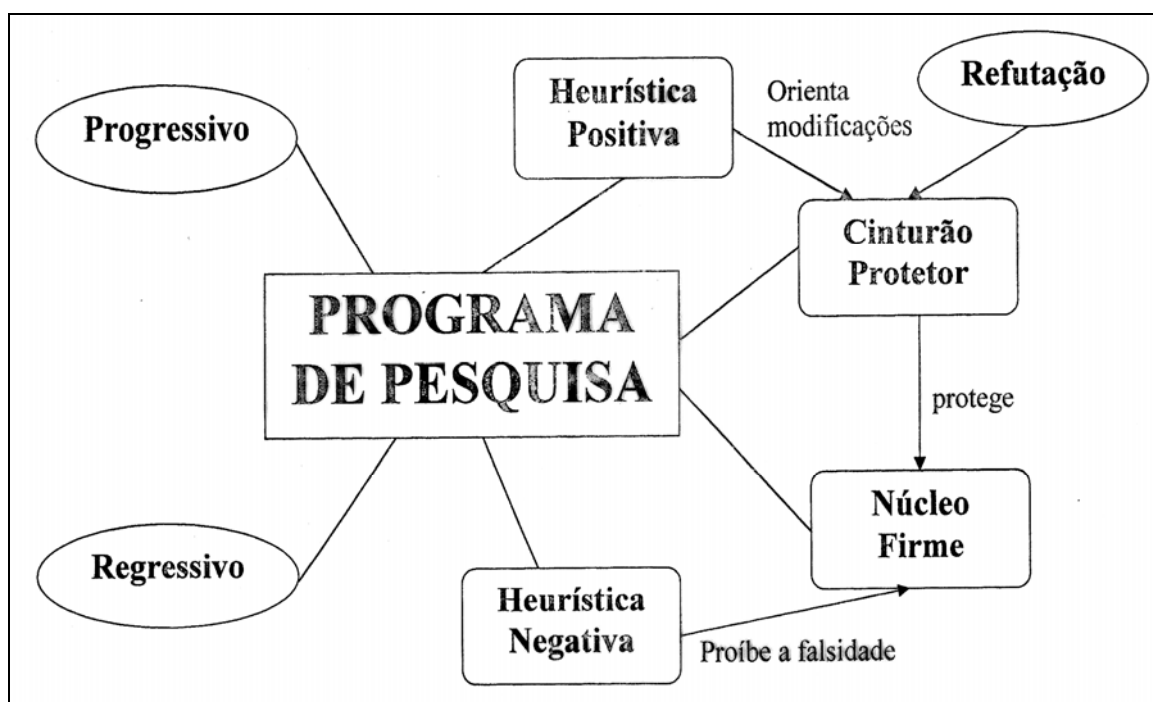 Progressivo
Heurística
Positiva
Orienta
modificações
Refutação
Cinturão
Protetor
PROGRAMA
DE PESQUISA
protege
Núcleo
Firme
Regressivo
Heurística
Negativa
Proíbe a falsidade